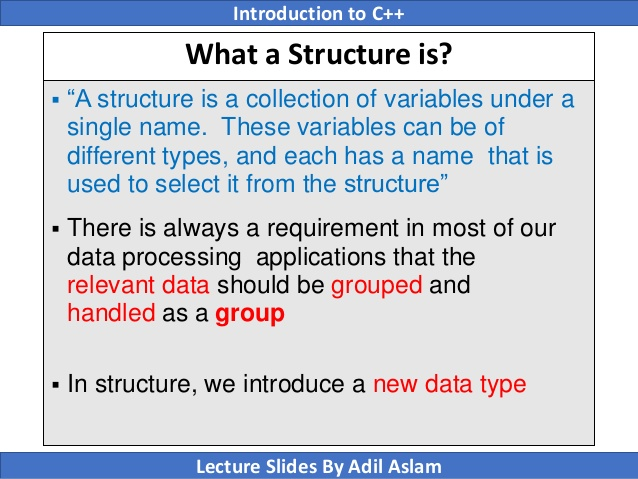 Introduction to C++
What a Structure is?
▪ “A structure is a collection of variables under a
single name.  These variables can be of
different types, and each has a name  that is
used to select it from the structure”
▪ There is always a requirement in most of our
data processing  applications that the
relevant data should be grouped and
handled as a group
▪ In structure, we introduce a new data type
Lecture Slides By Adil Aslam